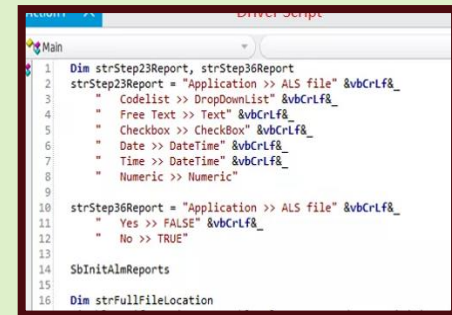 Action1 X Driver Script
Main
1 Dim strStep23Report, strStep36Report
2 strStep23Report = "Application >> ALS file" &vbCrLf&_
3 " Codelist >> DropDownList" &vbCrLf&_
4 " Free Text >> Text" &vbCrLf&_
5 " Checkbox >> CheckBox" &vbCrLf&_
6 " Date >> DateTime" &vbCrLf&_
7 " Time >> DateTime" &vbCrLf&_
8 " Numeric >> Numeric"
9
10 strStep36Report = "Application >> ALS file" &vbCrLf&_
11 " Yes >> FALSE" &vbCrLf&_
12 " No >> TRUE"
13
14 SbInitAlmReports
15
16 Dim strFullFileLocation